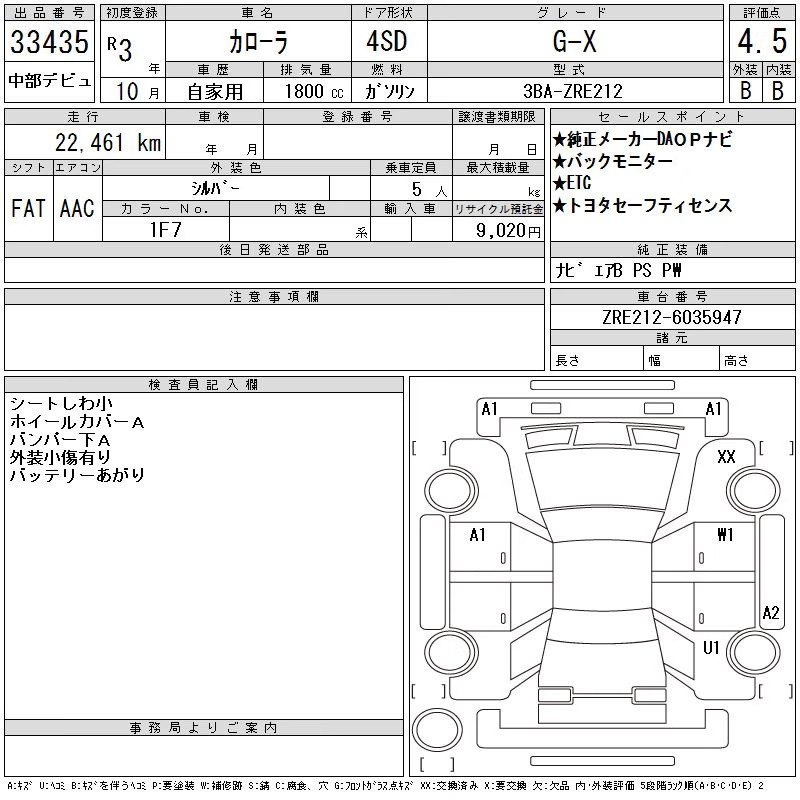 出品番号
33435
中部デビュ
初度登録
R3年
10月
車名
ｶﾛｰﾗ
ドア形状
4SD
グレード
G-X
評価点
4.5
車歴
自家用
排気量
1800 cc
燃料
ｶﾞｿﾘﾝ
型式
3BA-ZRE212
外装 内装
B B
走行
22,461 km
車検
年 月
登録番号
譲渡書類期限
月 日
セールスポイント
★純正メーカーDAOPナビ
★バックモニター
★ETC
★トヨタセーフティセンス
シフト エアコン
FAT AAC
外装色
ｼﾙﾊﾞｰ
乗車定員
5 人
最大積載量
kg
カラーNo.
1F7
内装色
系
輸入車
リサイクル預託金
9,020円
後日発送部品
純正装備
ﾅﾋﾞ ｴｱB PS PW
注意事項欄
車台番号
ZRE212-6035947
諸元
長さ 幅 高さ
検査員記入欄
シートしわ小
ホイールカバーA
バンパー下A
外装小傷有り
バッテリーあがり
A1 A1
XX
A1 W1
A2
U1
事務局よりご案内
A:ｷｽﾞ U:ﾍｺﾐ B:ｷｽﾞを伴うﾍｺﾐ P:要塗装 W:補修跡 S:錆 C:腐食、穴 G:ﾌﾛﾝﾄｶﾞﾗｽ点ｷｽﾞ XX:交換済み X:要交換 欠:欠品 内･外装評価 5段階ﾗﾝｸ順(A･B･C･D･E) 2